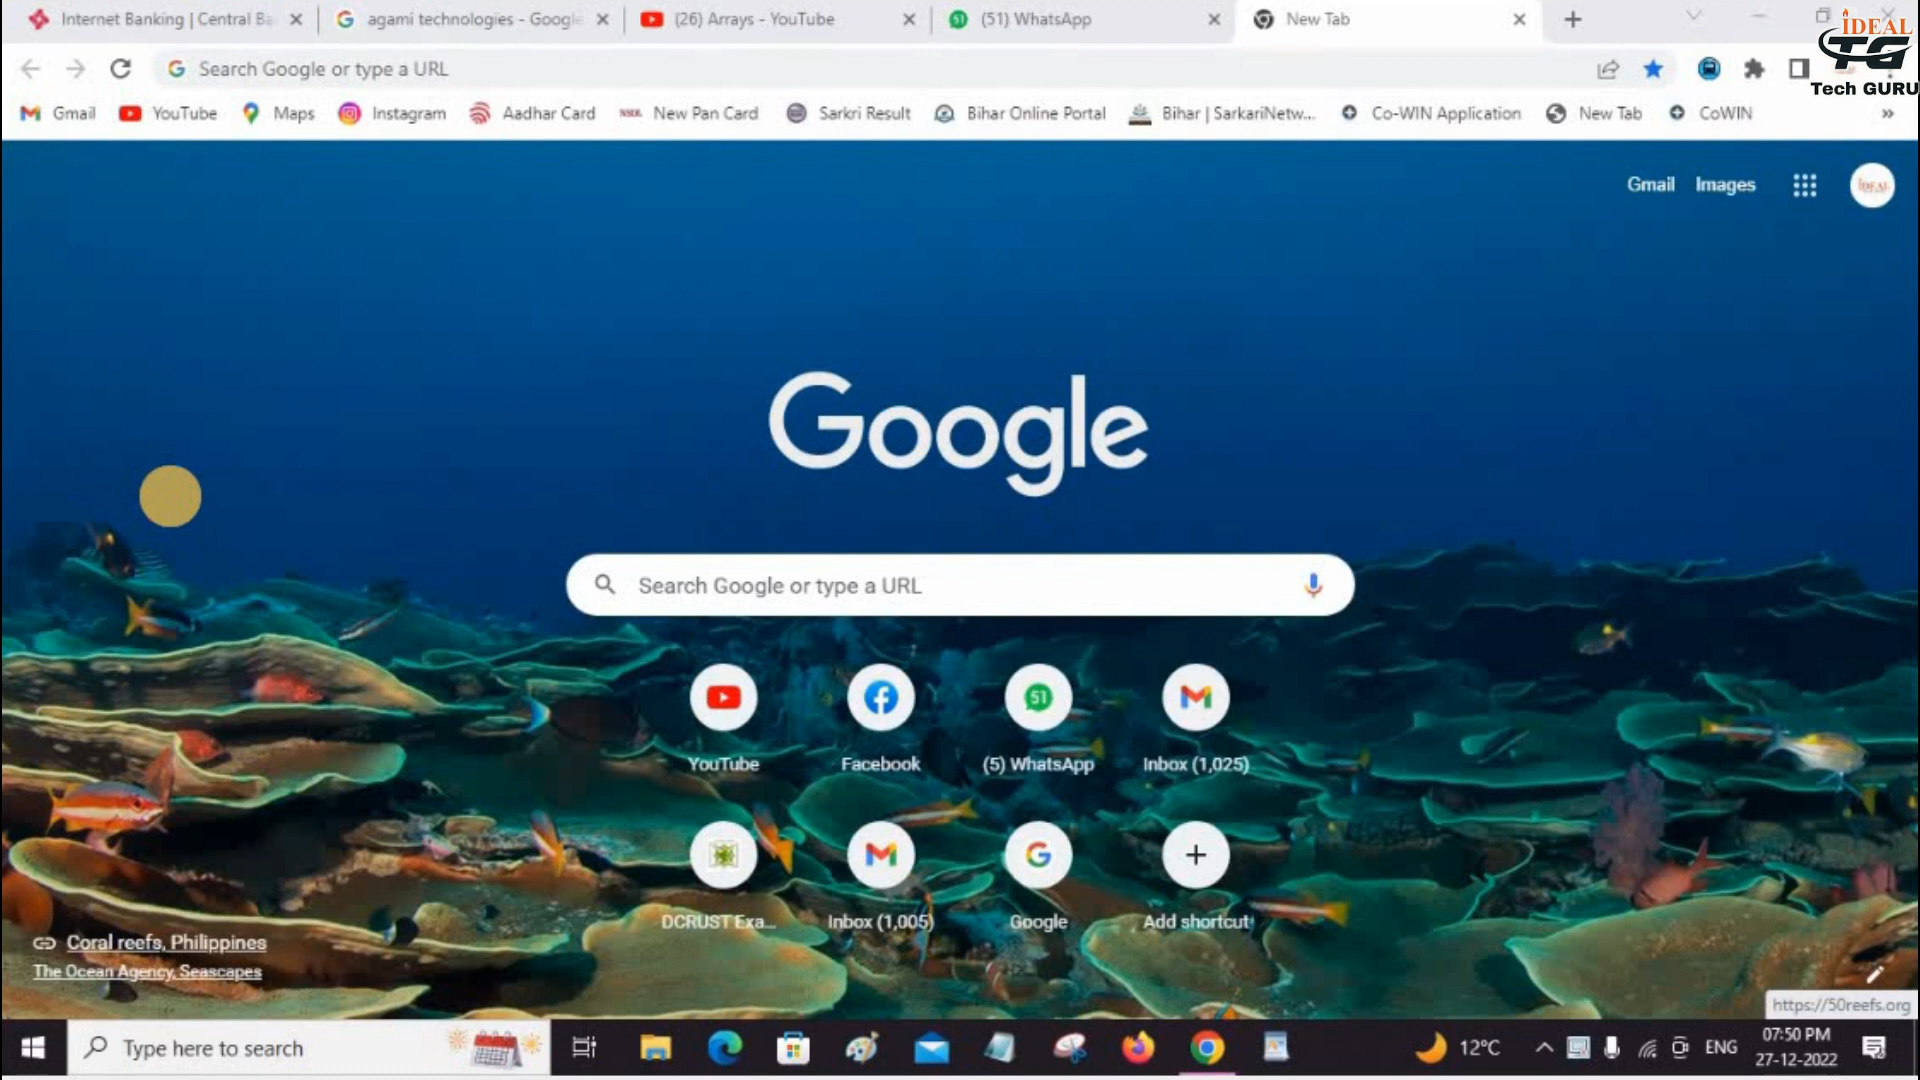 Internet Banking | Central Ba
agami technologies - Google
(26) Arrays - YouTube
(51) WhatsApp
New Tab
IDEAL
TG
Tech GURU
Search Google or type a URL
Gmail
YouTube
Maps
Instagram
Aadhar Card
New Pan Card
Sarkri Result
Bihar Online Portal
Bihar | SarkariNetw...
Co-WIN Application
New Tab
CoWIN
»
Gmail
Images
IDEAL
Google
Search Google or type a URL
51
YouTube
Facebook
(5) WhatsApp
Inbox (1,025)
DCRUST Exa...
Inbox (1,005)
Google
Add shortcut
Coral reefs, Philippines
The Ocean Agency, Seascapes
https://50reefs.org
Type here to search
12°C
ENG
07:50 PM
27-12-2022